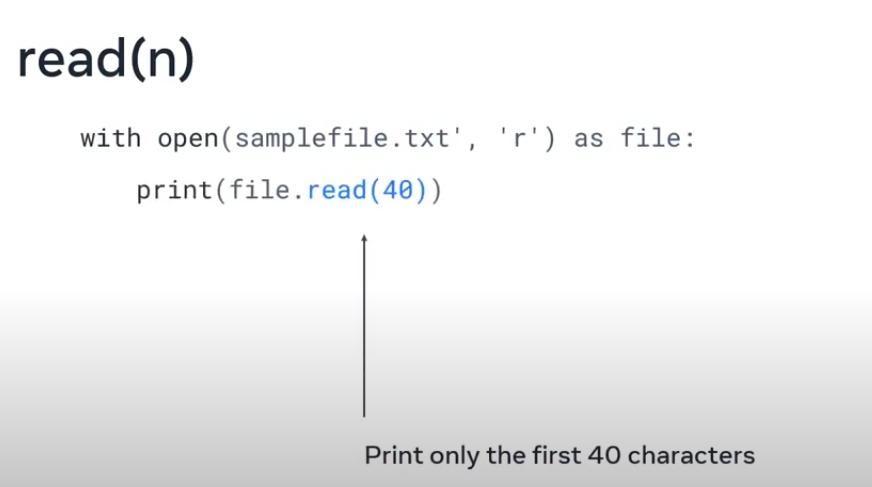 read(n)
with open(samplefile.txt', 'r') as file:
print(file.read(40))
Print only the first 40 characters